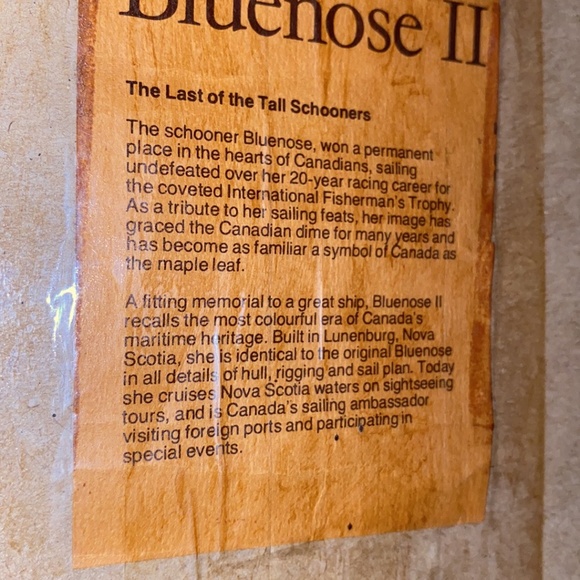 Bluenose II
The Last of the Tall Schooners
The schooner Bluenose, won a permanent
place in the hearts of Canadians, sailing
undefeated over her 20-year racing career for
the coveted International Fisherman's Trophy.
As a tribute to her sailing feats, her image has
graced the Canadian dime for many years and
has become as familiar a symbol of Canada as
the maple leaf.
A fitting memorial to a great ship, Bluenose II
recalls the most colourful era of Canada's
maritime heritage. Built in Lunenburg, Nova
Scotia, she is identical to the original Bluenose
in all details of hull, rigging and sail plan. Today
she cruises Nova Scotia waters on sightseeing
tours, and is Canada's sailing ambassador
visiting foreign ports and participating in
special events.